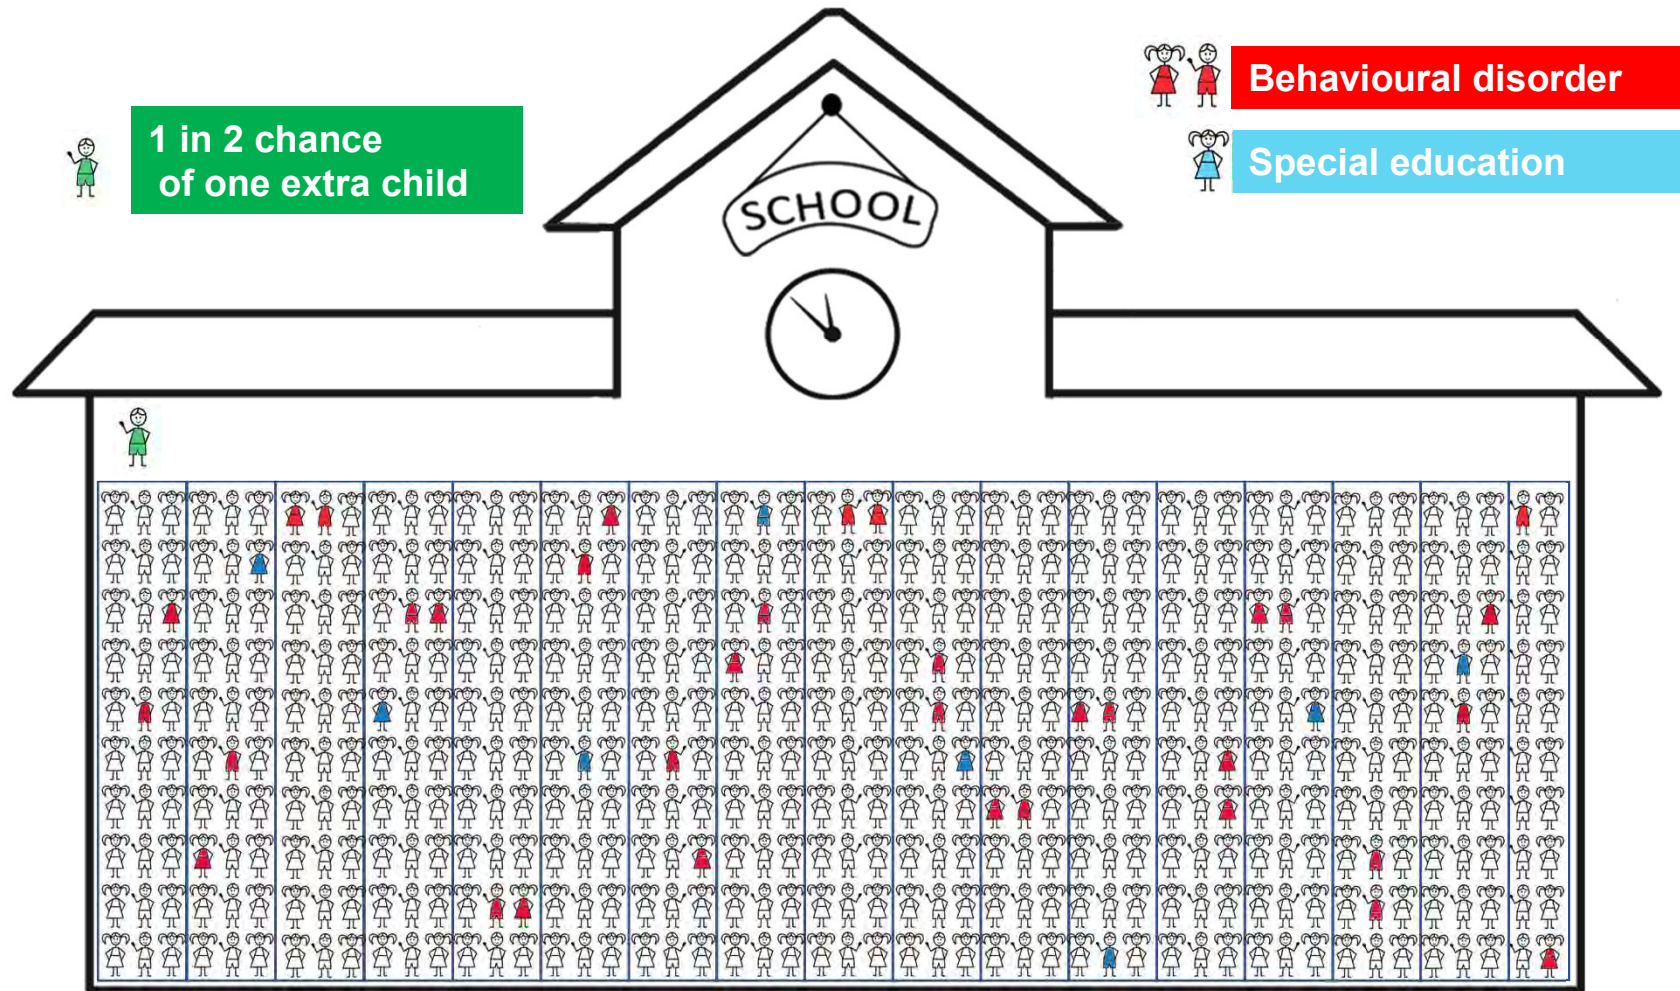 Behavioural disorder
1 in 2 chance
of one extra child
Special education
SCHOOL